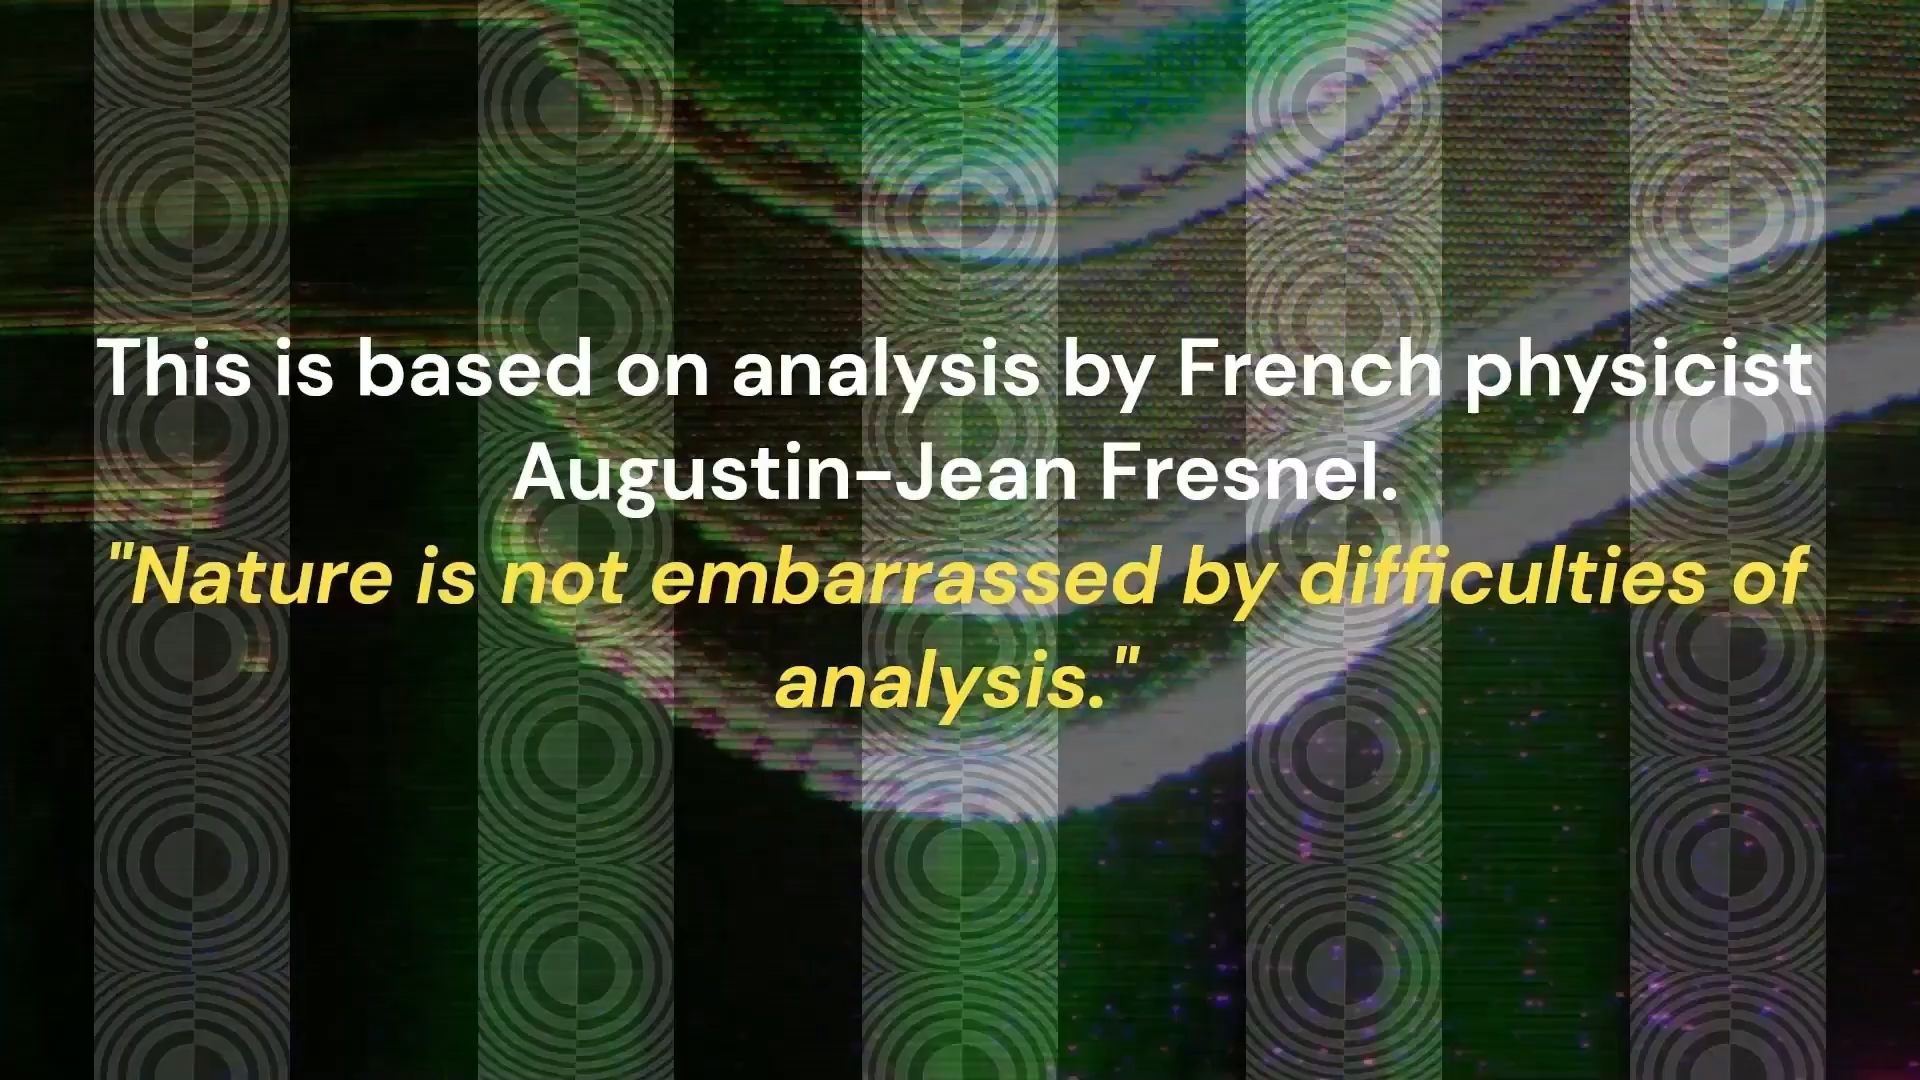 This is based on analysis by French physicist
Augustin-Jean Fresnel.
"Nature is not embarrassed by difficulties of
analysis."